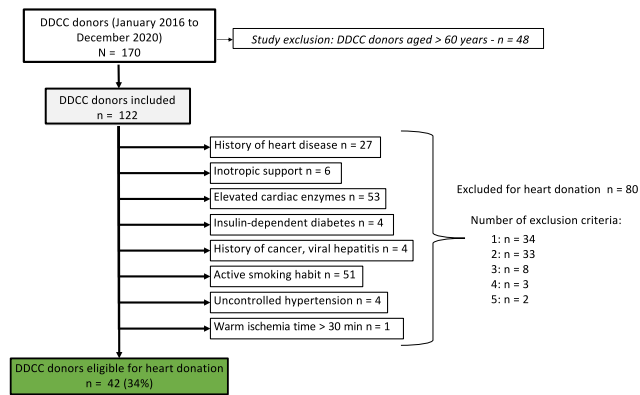 DDCC donors (January 2016 to
December 2020)
N = 170
Study exclusion: DDCC donors aged > 60 years - n = 48
DDCC donors included
n = 122
History of heart disease n = 27
Inotropic support n = 6
Elevated cardiac enzymes n = 53
Insulin-dependent diabetes n = 4
History of cancer, viral hepatitis n = 4
Active smoking habit n = 51
Uncontrolled hypertension n = 4
Warm ischemia time > 30 min n = 1
Excluded for heart donation n = 80
Number of exclusion criteria:
1: n = 34
2: n = 33
3: n = 8
4: n = 3
5: n = 2
DDCC donors eligible for heart donation
n = 42 (34%)